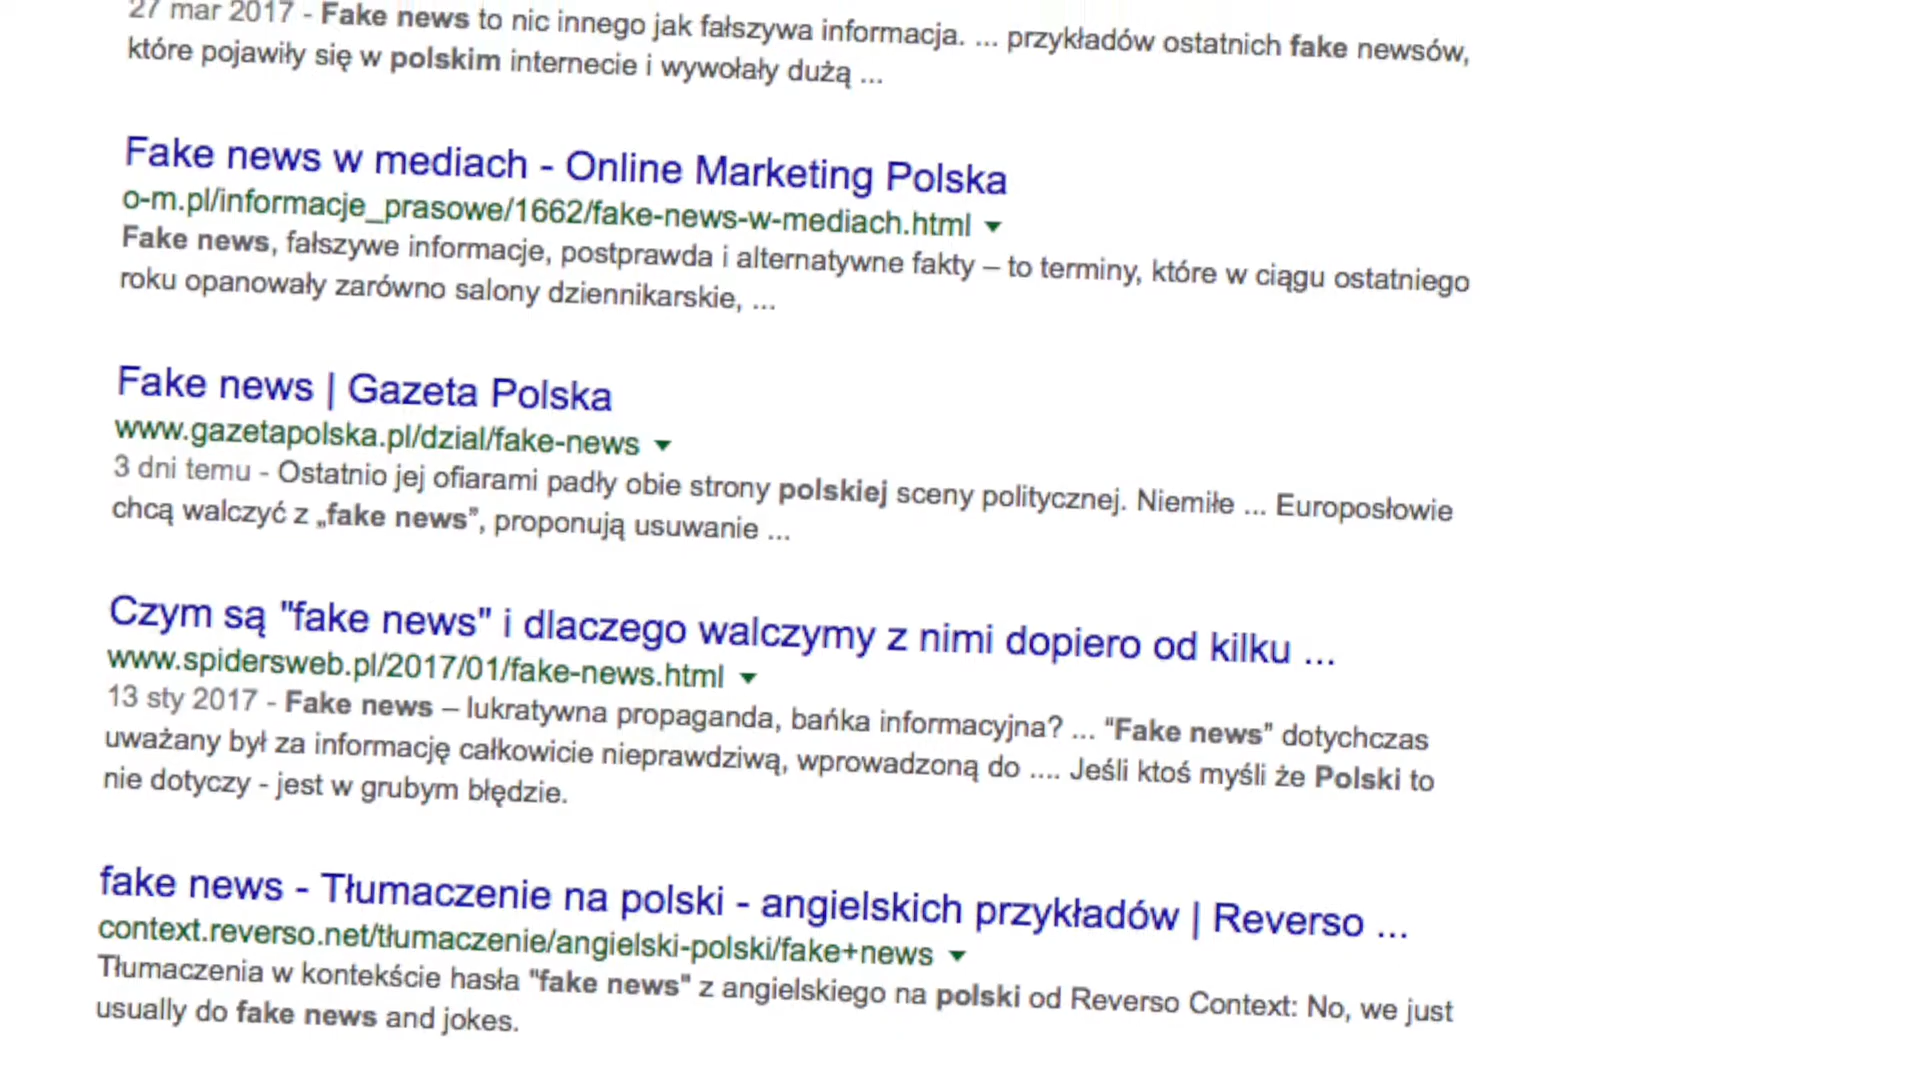 27 mar 2017 - Fake news to nic innego jak fałszywa informacja. ... przykładów ostatnich fake newsów,
które pojawiły się w polskim internecie i wywołały dużą ...
Fake news w mediach - Online Marketing Polska
o-m.pl/informacje_prasowe/1662/fake-news-w-mediach.html
Fake news, fałszywe informacje, postprawda i alternatywne fakty – to terminy, które w ciągu ostatniego
roku opanowały zarówno salony dziennikarskie, ...
Fake news | Gazeta Polska
www.gazetapolska.pl/dzial/fake-news
3 dni temu - Ostatnio jej ofiarami padły obie strony polskiej sceny politycznej. Niemiłe ... Europosłowie
chcą walczyć z „fake news”, proponują usuwanie ...
Czym są "fake news" i dlaczego walczymy z nimi dopiero od kilku ...
www.spidersweb.pl/2017/01/fake-news.html
13 sty 2017 - Fake news – lukratywna propaganda, bańka informacyjna? ... "Fake news" dotychczas
uważany był za informację całkowicie nieprawdziwą, wprowadzoną do .... Jeśli ktoś myśli że Polski to
nie dotyczy - jest w grubym błędzie.
fake news - Tłumaczenie na polski - angielskich przykładów | Reverso ...
context.reverso.net/tłumaczenie/angielski-polski/fake+news
Tłumaczenia w kontekście hasła "fake news" z angielskiego na polski od Reverso Context: No, we just
usually do fake news and jokes.